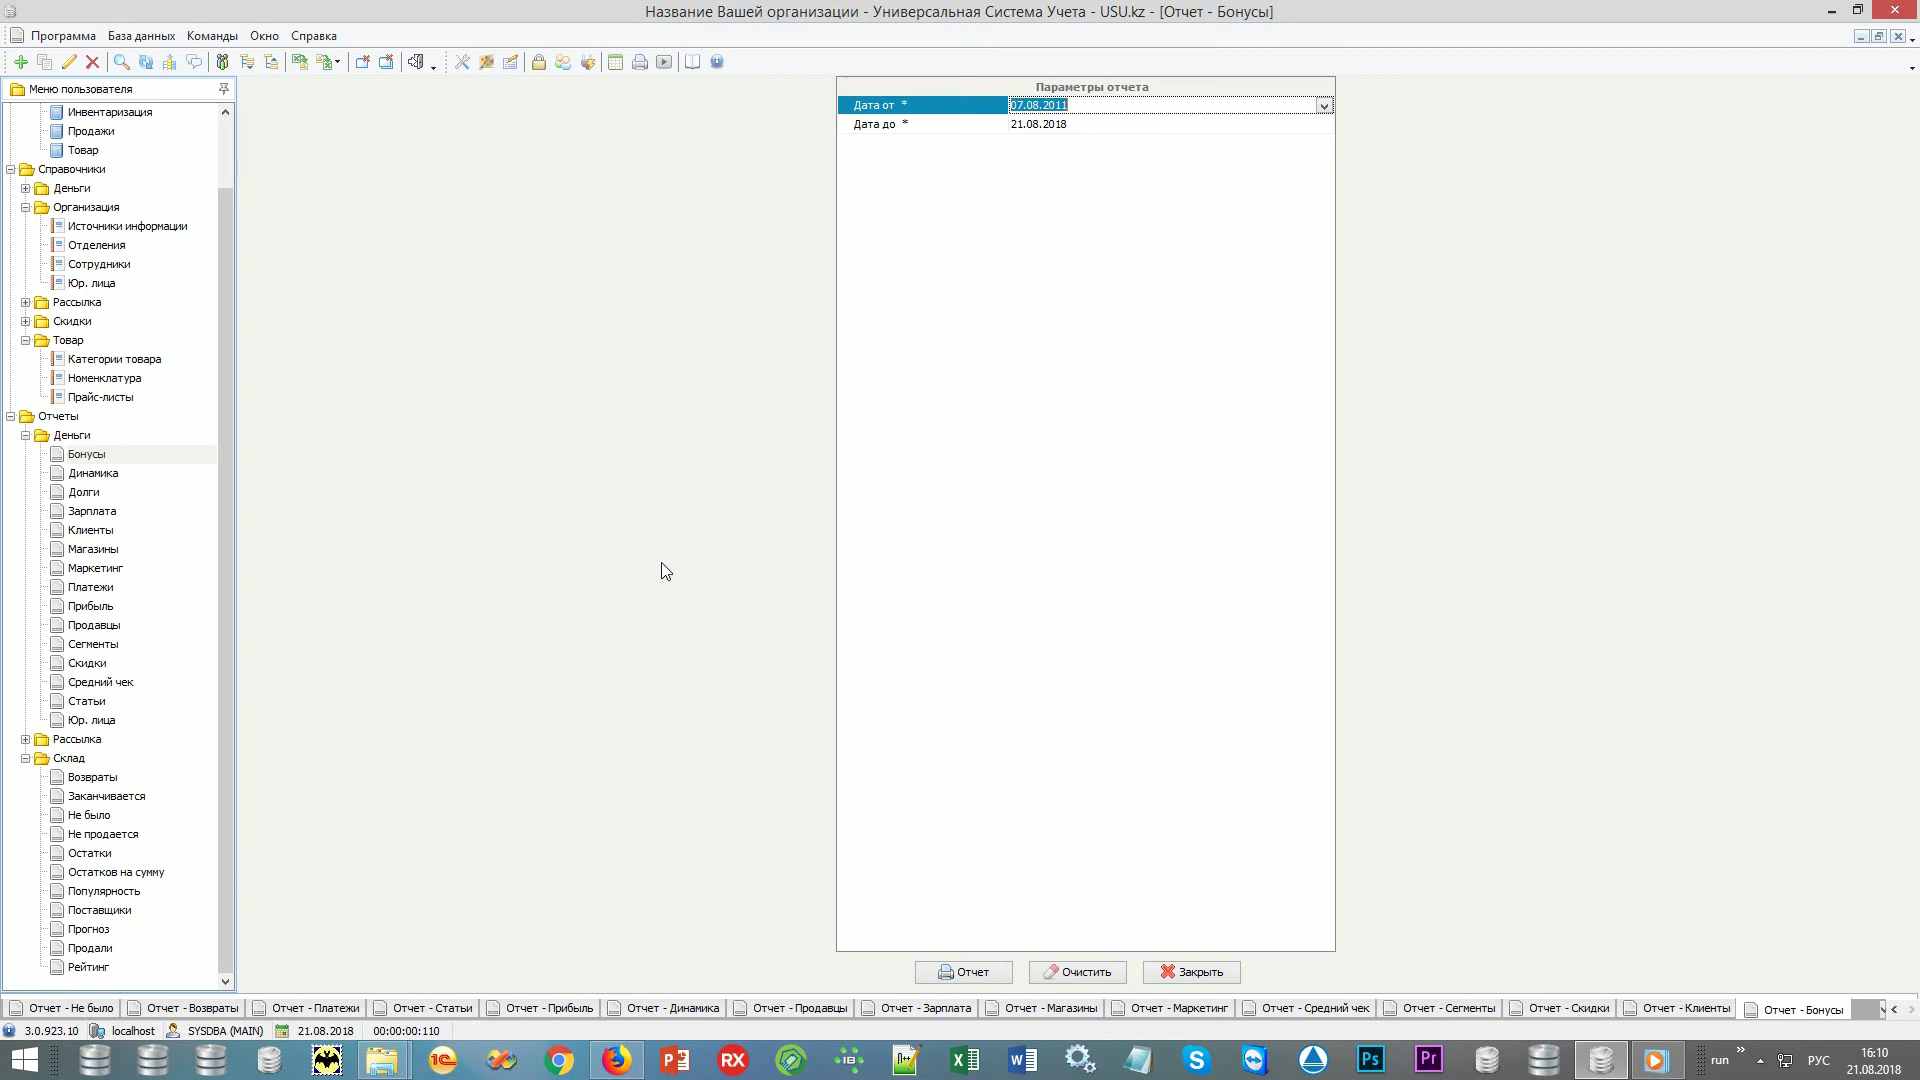 Название Вашей организации - Универсальная Система Учета - USU.kz - [Отчет - Бонусы]
Программа База данных Команды Окно Справка
Меню пользователя
Инвентаризация
Продажи
Товар
Справочники
Деньги
Организация
Источники информации
Отделения
Сотрудники
Юр. лица
Рассылка
Скидки
Товар
Категории товара
Номенклатура
Прайс-листы
Отчеты
Деньги
Бонусы
Динамика
Долги
Зарплата
Клиенты
Магазины
Маркетинг
Платежи
Прибыль
Продавцы
Сегменты
Скидки
Средний чек
Статьи
Юр. лица
Рассылка
Склад
Возвраты
Заканчивается
Не было
Не продается
Остатки
Остатков на сумму
Популярность
Поставщики
Прогноз
Продали
Рейтинг
Параметры отчета
Дата от * 07.08.2011
Дата до * 21.08.2018
Отчет Очистить Закрыть
Отчет - Не было Отчет - Возвраты Отчет - Платежи Отчет - Статьи Отчет - Прибыль Отчет - Динамика Отчет - Продавцы Отчет - Зарплата Отчет - Магазины Отчет - Маркетинг Отчет - Средний чек Отчет - Сегменты Отчет - Скидки Отчет - Клиенты Отчет - Бонусы
3.0.923.10 localhost SYSDBA (MAIN) 21.08.2018 00:00:00:110
1С P RX IB N++ X W S Ps Pr run РУС 16:10
21.08.2018